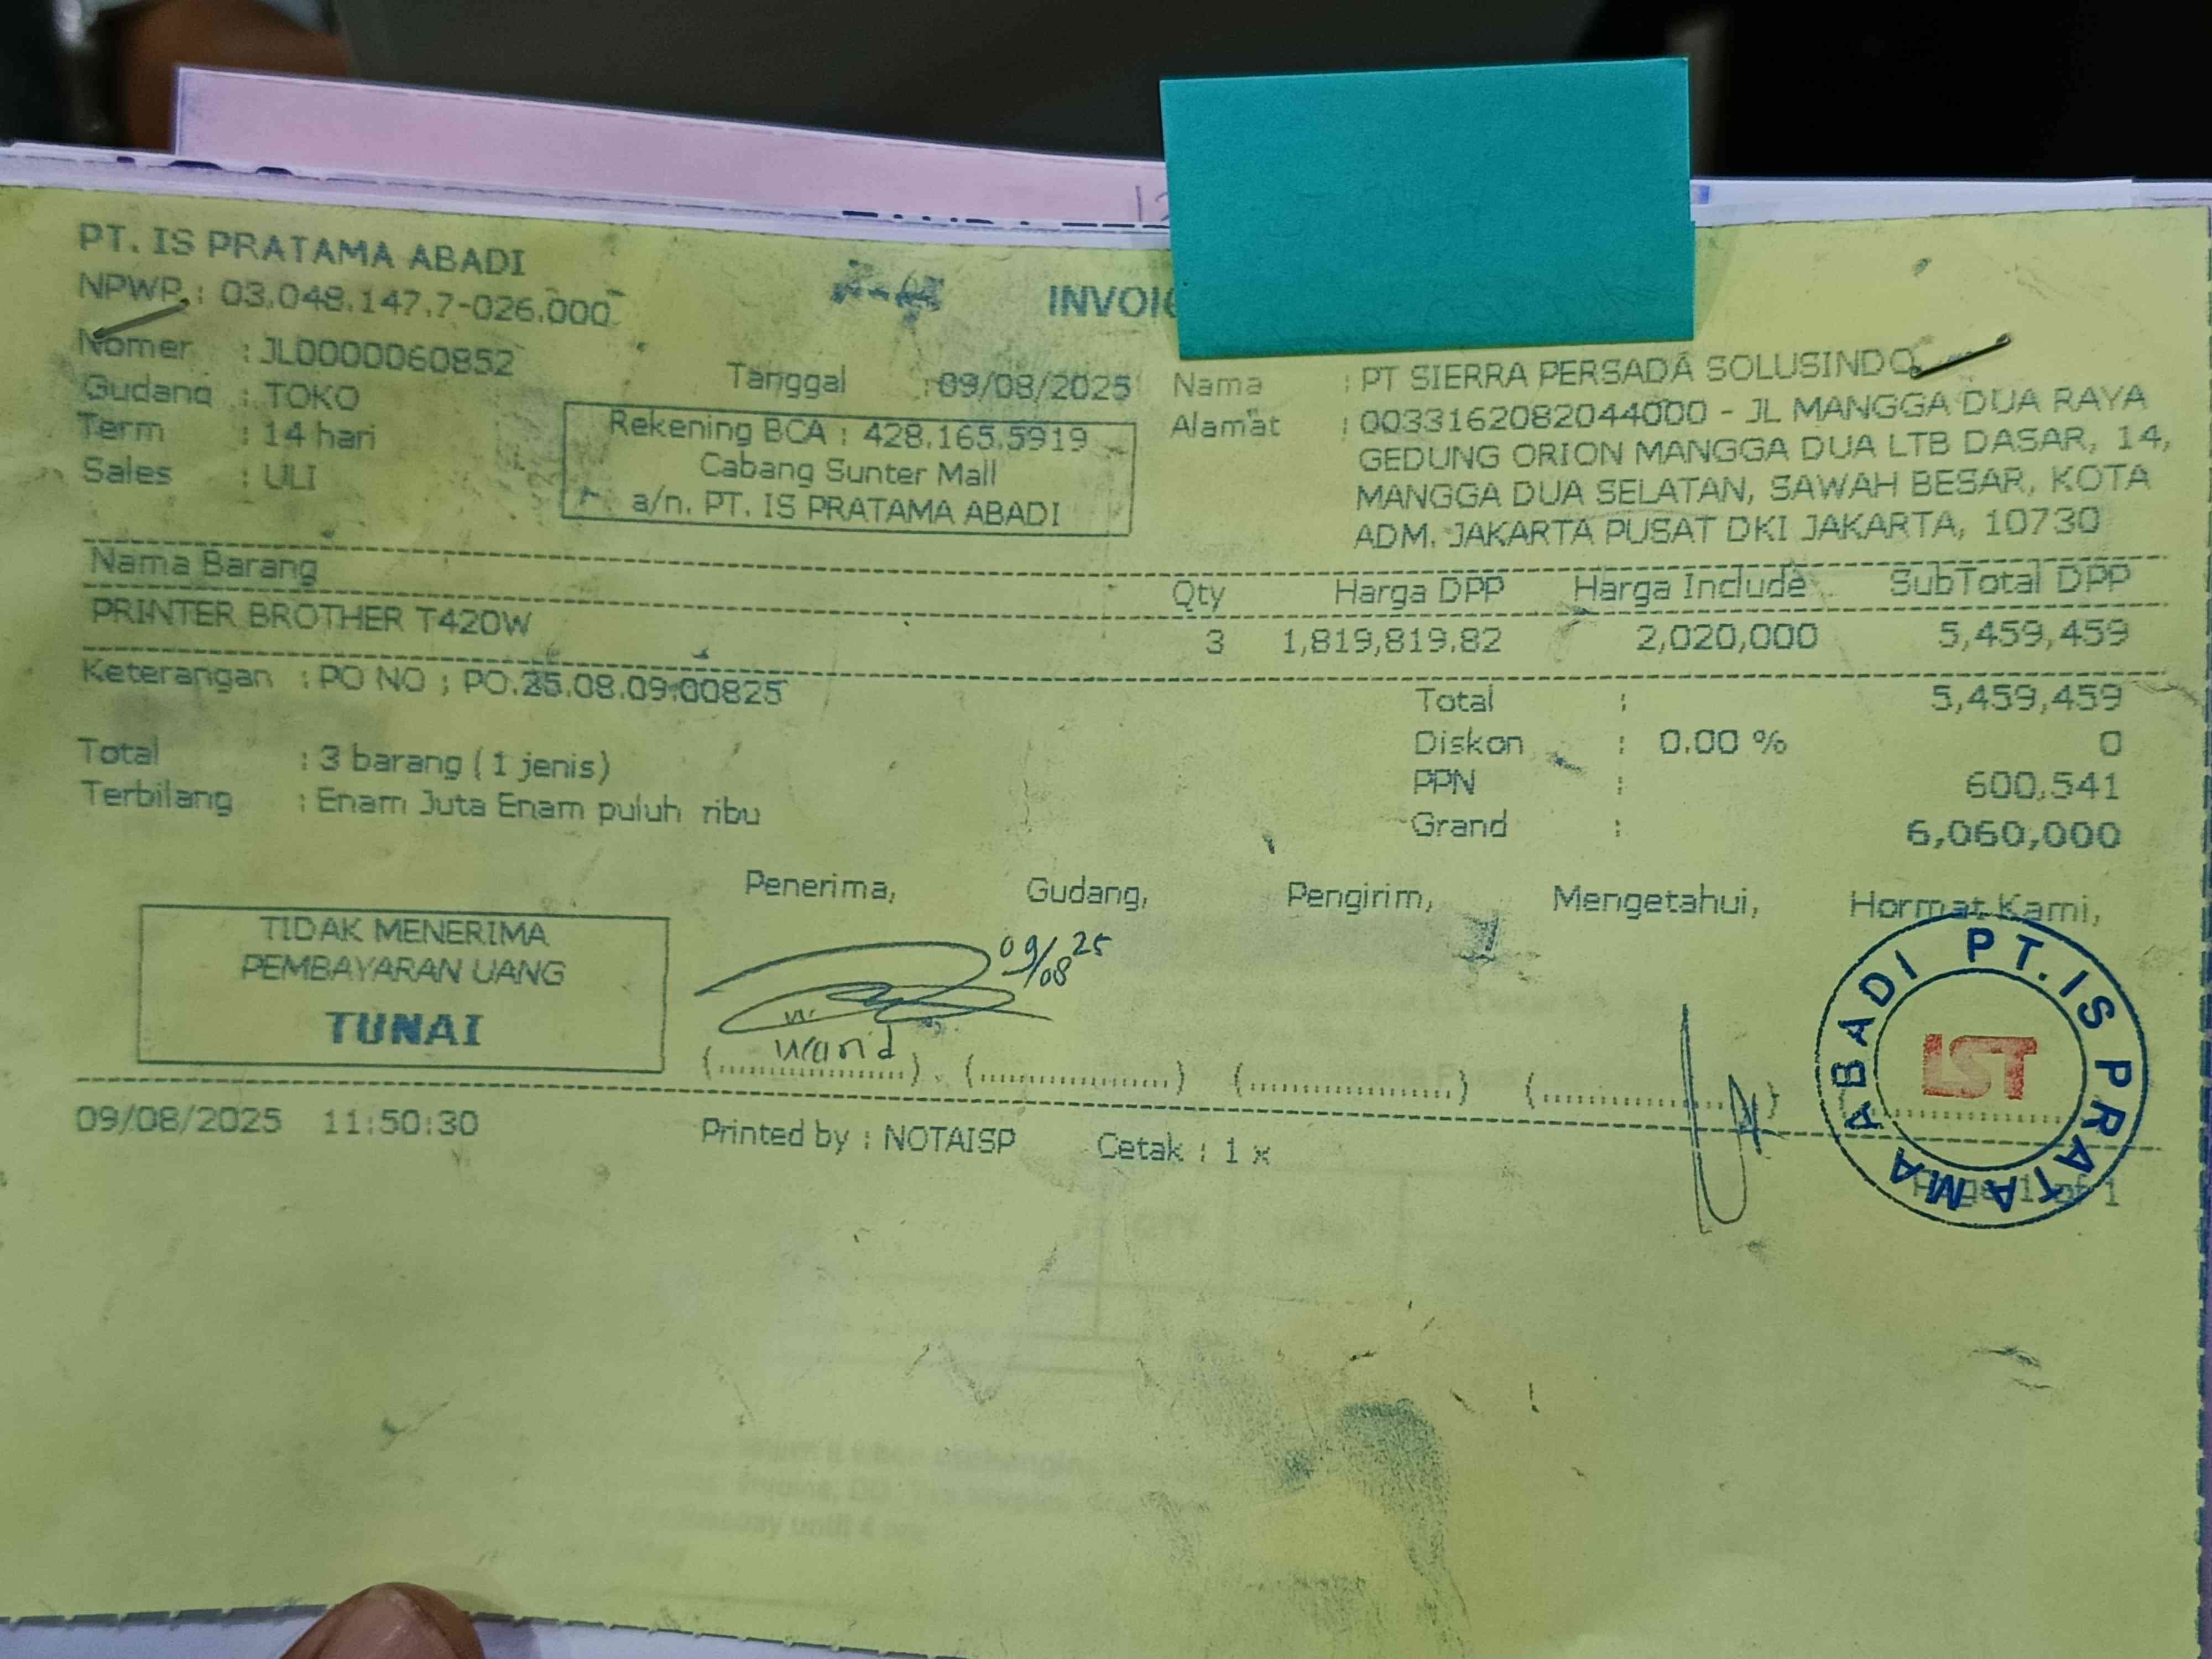 PT. IS PRATAMA ABADI
NPWP : 03.048.147.7-026.000
INVOIC
Nomer : JL0000060852
Gudang : TOKO
Term : 14 hari
Sales : ULI
Tanggal : 09/08/2025
Rekening BCA : 428.165.5919
Cabang Sunter Mall
a/n. PT. IS PRATAMA ABADI
Nama : PT SIERRA PERSADA SOLUSINDO
Alamat : 0033162082044000 - JL MANGGA DUA RAYA
GEDUNG ORION MANGGA DUA LTB DASAR, 14,
MANGGA DUA SELATAN, SAWAH BESAR, KOTA
ADM. JAKARTA PUSAT DKI JAKARTA, 10730
Nama Barang Qty Harga DPP Harga Include SubTotal DPP
PRINTER BROTHER T420W 3 1,819,819.82 2,020,000 5,459,459
Keterangan : PO NO ; PO.25.08.09.00825
Total : 3 barang ( 1 jenis)
Terbilang : Enam Juta Enam puluh ribu
Total : 5,459,459
Diskon : 0.00 % 0
PPN : 600,541
Grand : 6,060,000
Penerima, Gudang, Pengirim, Mengetahui, Hormat Kami,
TIDAK MENERIMA
PEMBAYARAN UANG
TUNAI
09/08 25
Warid
PT. IS PRATAMA ABADI
IST
09/08/2025 11:50:30 Printed by : NOTAISP Cetak : 1 x
Page 1 of 1
QTY